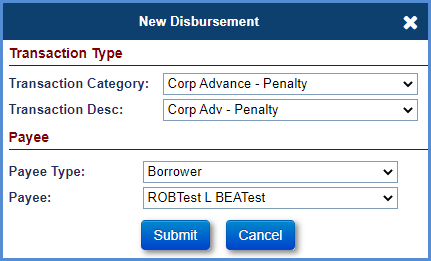 New Disbursement
Transaction Type
Transaction Category: Corp Advance - Penalty
Transaction Desc: Corp Adv - Penalty
Payee
Payee Type: Borrower
Payee: ROBTest L BEATest
Submit Cancel